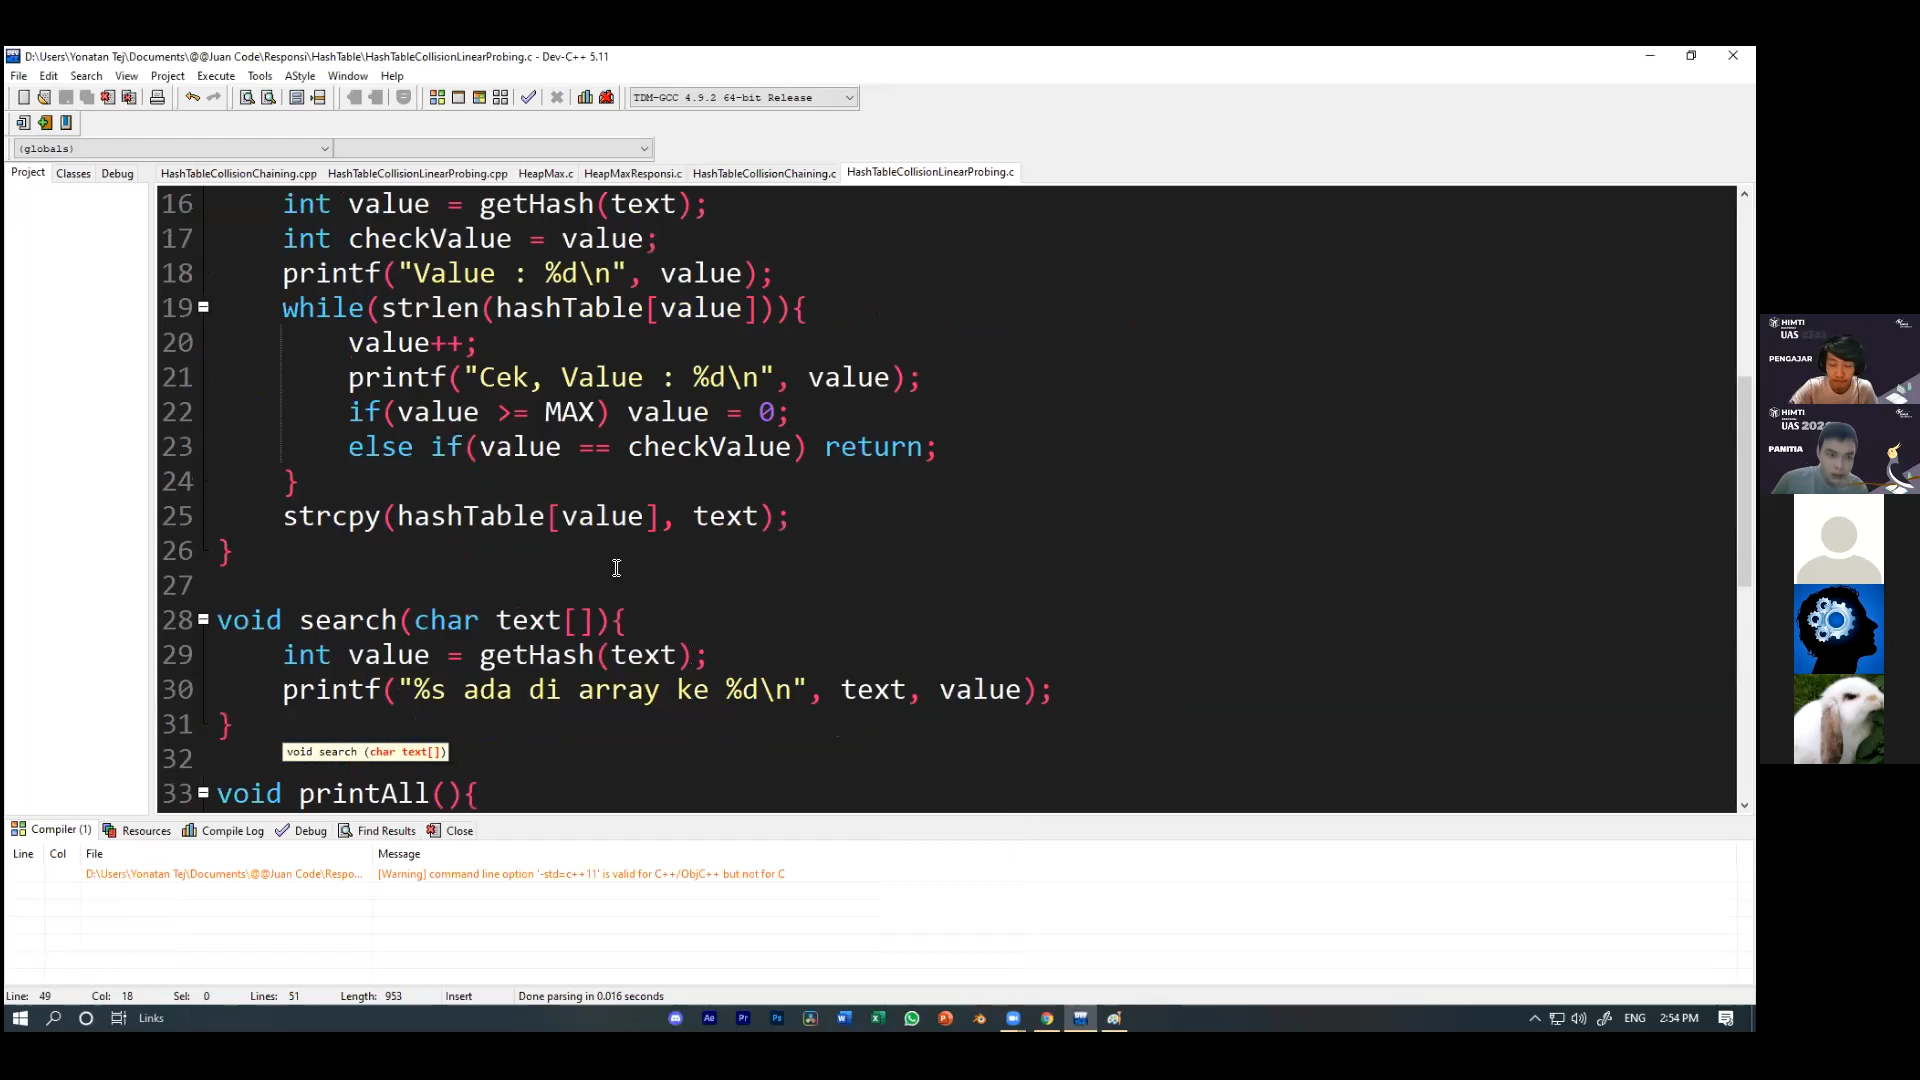 D:\Users\Yonatan Tej\Documents\@@Juan Code\Responsi\HashTable\HashTableCollisionLinearProbing.c - Dev-C++ 5.11
File Edit Search View Project Execute Tools AStyle Window Help
TDM-GCC 4.9.2 64-bit Release
(globals)
Project Classes Debug HashTableCollisionChaining.cpp HashTableCollisionLinearProbing.cpp HeapMax.c HeapMaxResponsi.c HashTableCollisionChaining.c HashTableCollisionLinearProbing.c
16 int value = getHash(text);
17 int checkValue = value;
18 printf("Value : %d\n", value);
19 while(strlen(hashTable[value])){
20 value++;
21 printf("Cek, Value : %d\n", value);
22 if(value >= MAX) value = 0;
23 else if(value == checkValue) return;
24 }
25 strcpy(hashTable[value], text);
26 }
27
28 void search(char text[]){
29 int value = getHash(text);
30 printf("%s ada di array ke %d\n", text, value);
31 }
void search (char text[])
32
33 void printAll(){
HIMTI
UAS
PENGAJAR
HIMTI
UAS 202
PANITIA
Compiler (1) Resources Compile Log Debug Find Results Close
Line Col File Message
D:\Users\Yonatan Tej\Documents\@@Juan Code\Respo... [Warning] command line option '-std=c++11' is valid for C++/ObjC++ but not for C
Line: 49 Col: 18 Sel: 0 Lines: 51 Length: 953 Insert Done parsing in 0.016 seconds
Links Ae Pr Ps ENG 2:54 PM